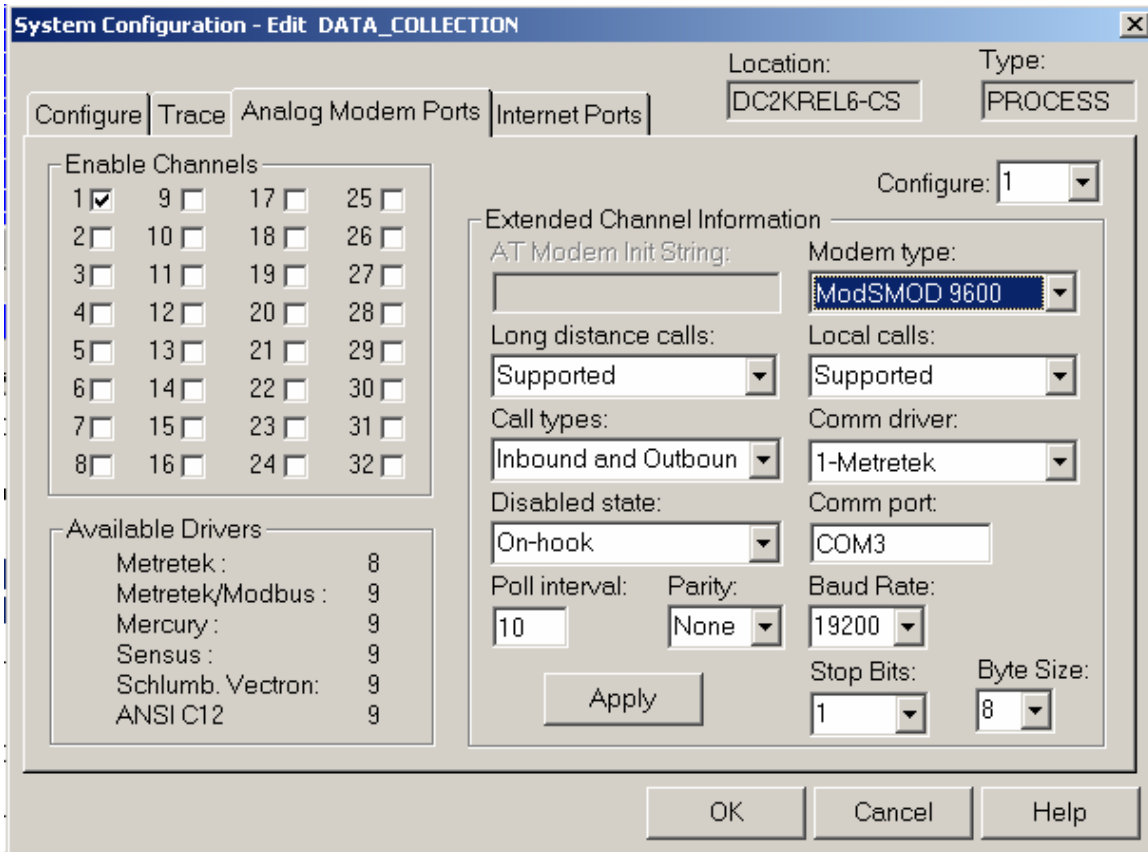 System Configuration - Edit DATA_COLLECTION
Location: Type:
DC2KREL6-CS PROCESS
Configure Trace Analog Modem Ports Internet Ports
Enable Channels
1 9 17 25
2 10 18 26
3 11 19 27
4 12 20 28
5 13 21 29
6 14 22 30
7 15 23 31
8 16 24 32
Available Drivers
Metretek : 8
Metretek/Modbus : 9
Mercury : 9
Sensus : 9
Schlumb. Vectron: 9
ANSI C12 9
Configure: 1
Extended Channel Information
AT Modem Init String: Modem type:
ModSMOD 9600
Long distance calls: Local calls:
Supported Supported
Call types: Comm driver:
Inbound and Outboun 1-Metretek
Disabled state: Comm port:
On-hook COM3
Poll interval: Parity: Baud Rate:
10 None 19200
Stop Bits: Byte Size:
Apply 1 8
OK Cancel Help